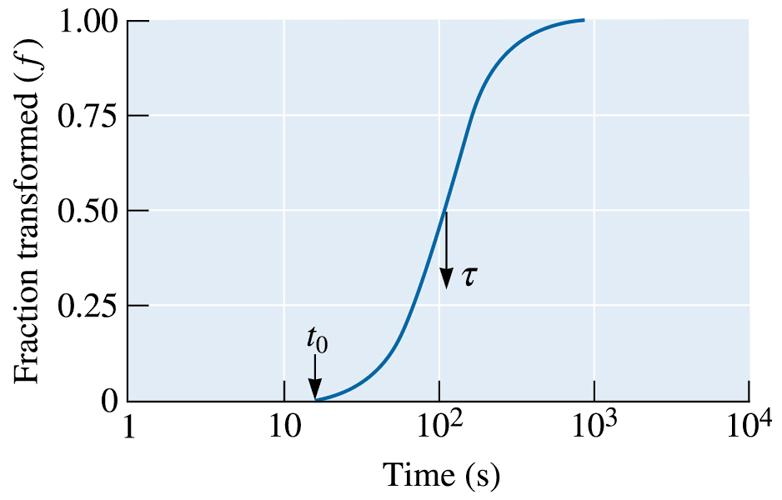 Fraction transformed (f)
1.00
0.75
0.50
0.25
0
t₀
τ
1
10
10²
10³
10⁴
Time (s)